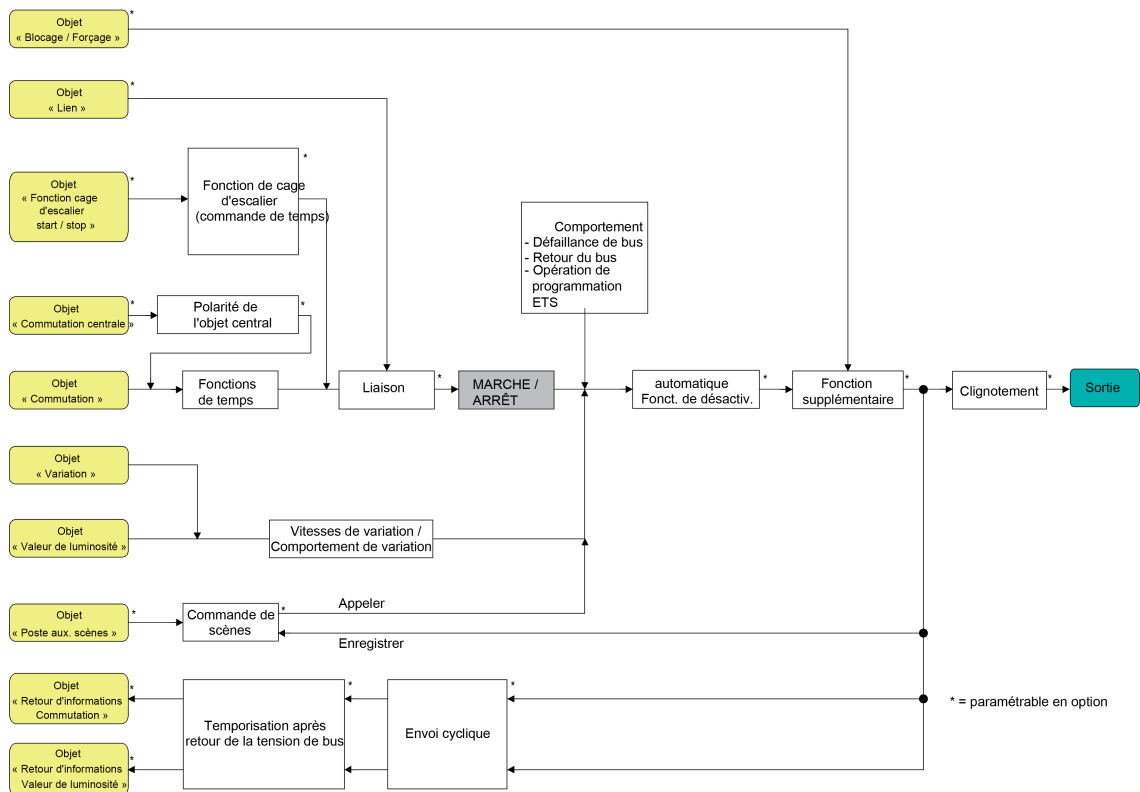 Objet
« Blocage / Forçage »
*
Objet
« Lien »
*
Objet
« Fonction cage
d'escalier
start / stop »
*
Fonction de cage
d'escalier
(commande de temps)
*
Comportement
- Défaillance de bus
- Retour du bus
- Opération de
programmation
ETS
Objet
« Commutation centrale »
*
Polarité de
l'objet central
*
Objet
« Commutation »
Fonctions
de temps
Liaison
*
MARCHE /
ARRÊT
automatique
Fonct. de désactiv.
*
Fonction
supplémentaire
*
Clignotement
*
Sortie
Objet
« Variation »
Objet
« Valeur de luminosité »
Vitesses de variation /
Comportement de variation
Objet
« Poste aux. scènes »
*
Commande de
scènes
*
Appeler
Enregistrer
Objet
« Retour d'informations
Commutation »
*
Temporisation après
retour de la tension de bus
*
Envoi cyclique
*
* = paramétrable en option
Objet
« Retour d'informations
Valeur de luminosité »
*